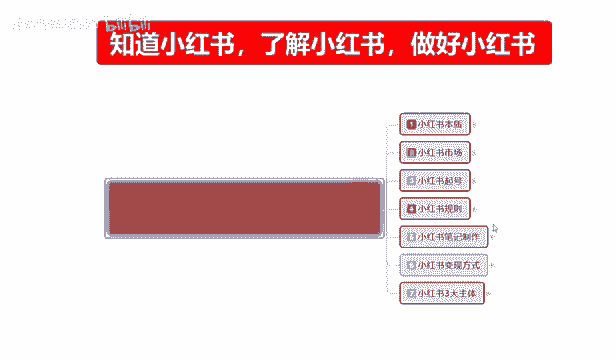 知道小红书，了解小红书，做好小红书
1 小红书本质
2 小红书市场
3 小红书起号
4 小红书规则
5 小红书笔记制作
6 小红书变现方式
7 小红书3大主体